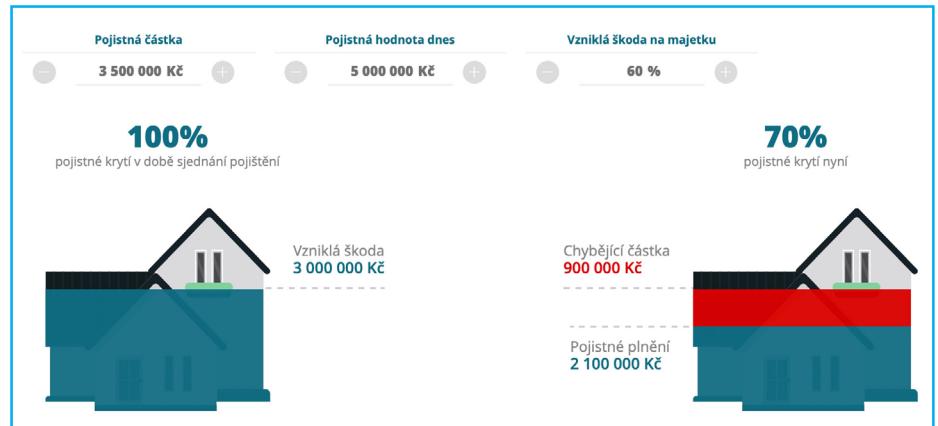 Pojistná částka
Pojistná hodnota dnes
Vzniklá škoda na majetku
3 500 000 Kč
5 000 000 Kč
60 %
100%
pojistné krytí v době sjednání pojištění
70%
pojistné krytí nyní
Vzniklá škoda
3 000 000 Kč
Chybějící částka
900 000 Kč
Pojistné plnění
2 100 000 Kč